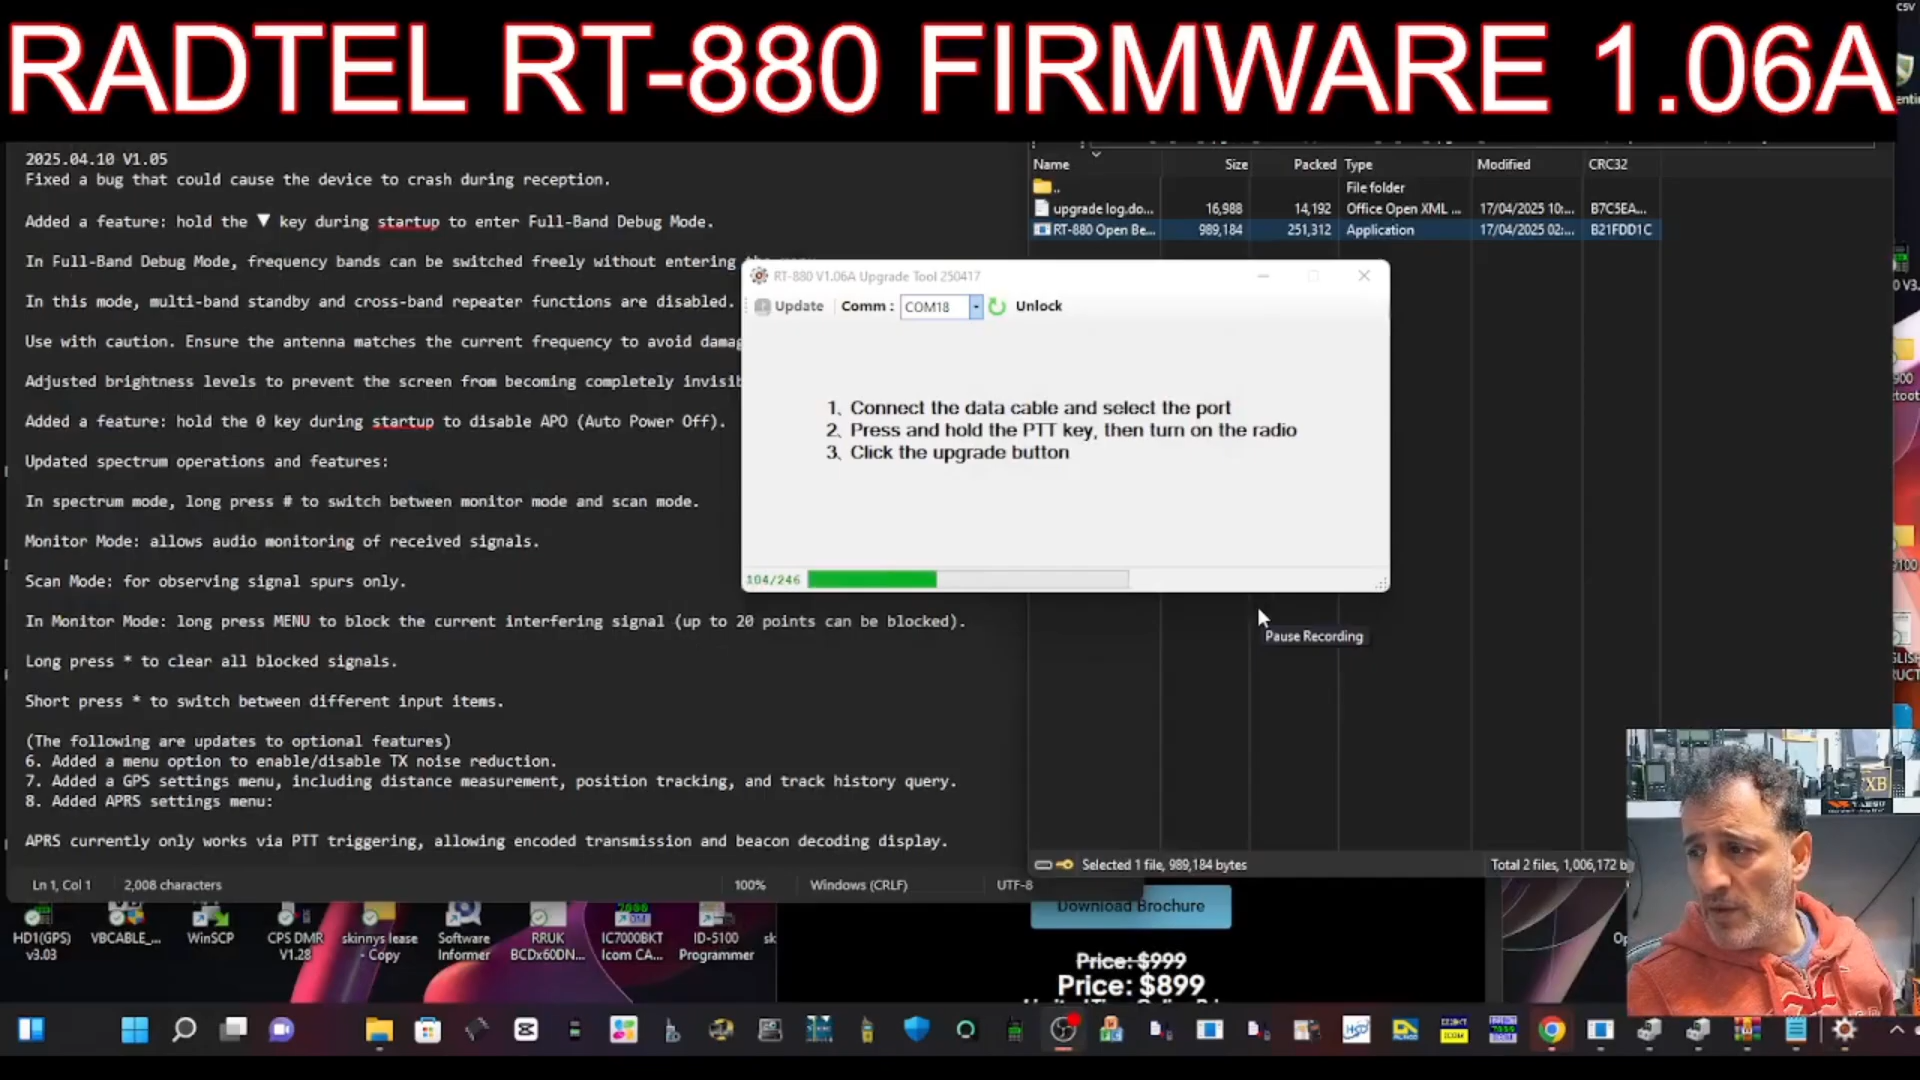 RADTEL RT-880 FIRMWARE 1.06A
2025.04.10 V1.05
Fixed a bug that could cause the device to crash during reception.
Added a feature: hold the ▼ key during startup to enter Full-Band Debug Mode.
In Full-Band Debug Mode, frequency bands can be switched freely without entering the
In this mode, multi-band standby and cross-band repeater functions are disabled.
Use with caution. Ensure the antenna matches the current frequency to avoid damag
Adjusted brightness levels to prevent the screen from becoming completely invisib
Added a feature: hold the 0 key during startup to disable APO (Auto Power Off).
Updated spectrum operations and features:
In spectrum mode, long press # to switch between monitor mode and scan mode.
Monitor Mode: allows audio monitoring of received signals.
Scan Mode: for observing signal spurs only.
In Monitor Mode: long press MENU to block the current interfering signal (up to 20 points can be blocked).
Long press * to clear all blocked signals.
Short press * to switch between different input items.
(The following are updates to optional features)
6. Added a menu option to enable/disable TX noise reduction.
7. Added a GPS settings menu, including distance measurement, position tracking, and track history query.
8. Added APRS settings menu:
APRS currently only works via PTT triggering, allowing encoded transmission and beacon decoding display.
Ln 1, Col 1 2,008 characters 100% Windows (CRLF) UTF-8
Name Size Packed Type Modified CRC32
.. File folder
upgrade log.do... 16,988 14,192 Office Open XML ... 17/04/2025 10:... B7C5EA...
RT-880 Open Be... 989,184 251,312 Application 17/04/2025 02:... B21FDD1C
RT-880 V1.06A Upgrade Tool 250417
Update Comm : COM18 Unlock
1、Connect the data cable and select the port
2、Press and hold the PTT key, then turn on the radio
3、Click the upgrade button
104/246
Pause Recording
Selected 1 file, 989,184 bytes Total 2 files, 1,006,172 b
Download Brochure
Price: $999
Price: $899
HD1(GPS) v3.03
VBCABLE_...
WinSCP
CPS DMR V1.28
skinnys lease - Copy
Software Informer
RRUK BCDx60DN...
IC7000BKT Icom CA...
ID-5100 Programmer
sk